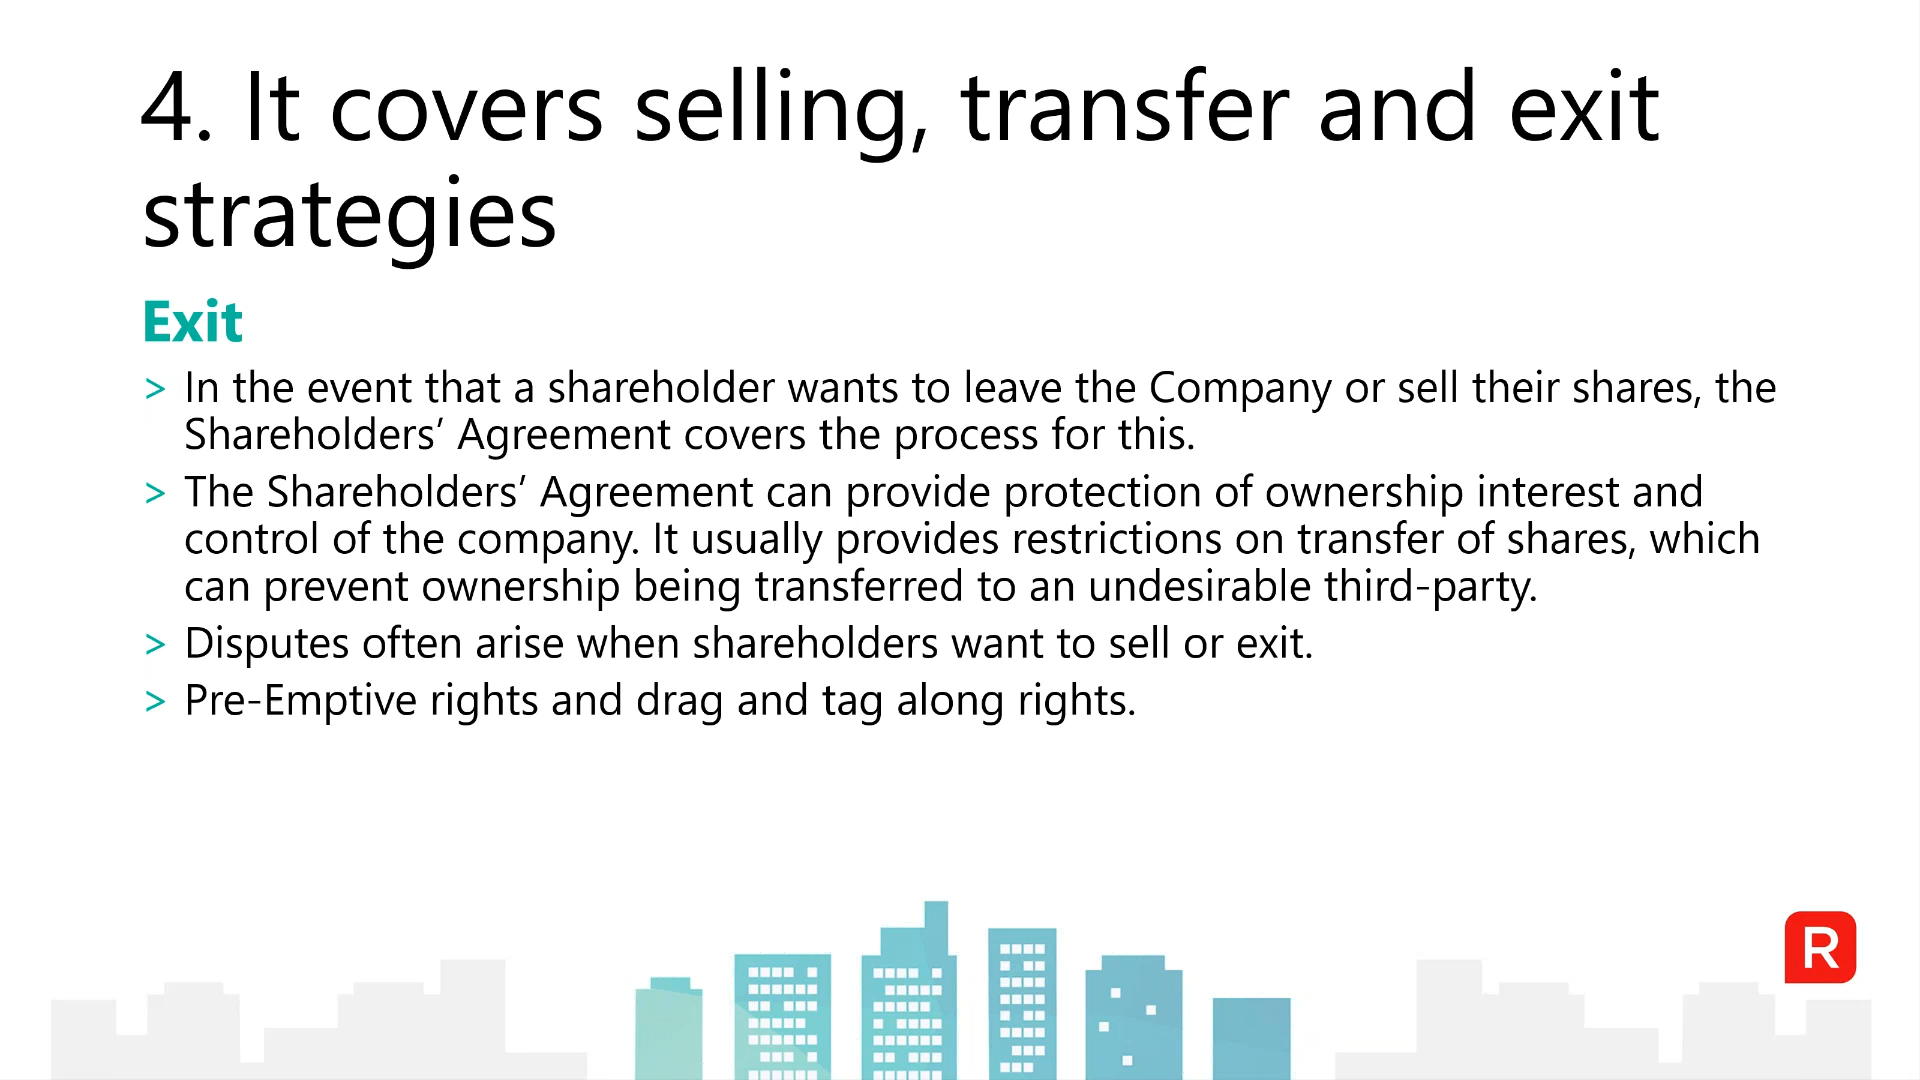 4. It covers selling, transfer and exit
strategies
Exit
> In the event that a shareholder wants to leave the Company or sell their shares, the
Shareholders’ Agreement covers the process for this.
> The Shareholders’ Agreement can provide protection of ownership interest and
control of the company. It usually provides restrictions on transfer of shares, which
can prevent ownership being transferred to an undesirable third-party.
> Disputes often arise when shareholders want to sell or exit.
> Pre-Emptive rights and drag and tag along rights.
R